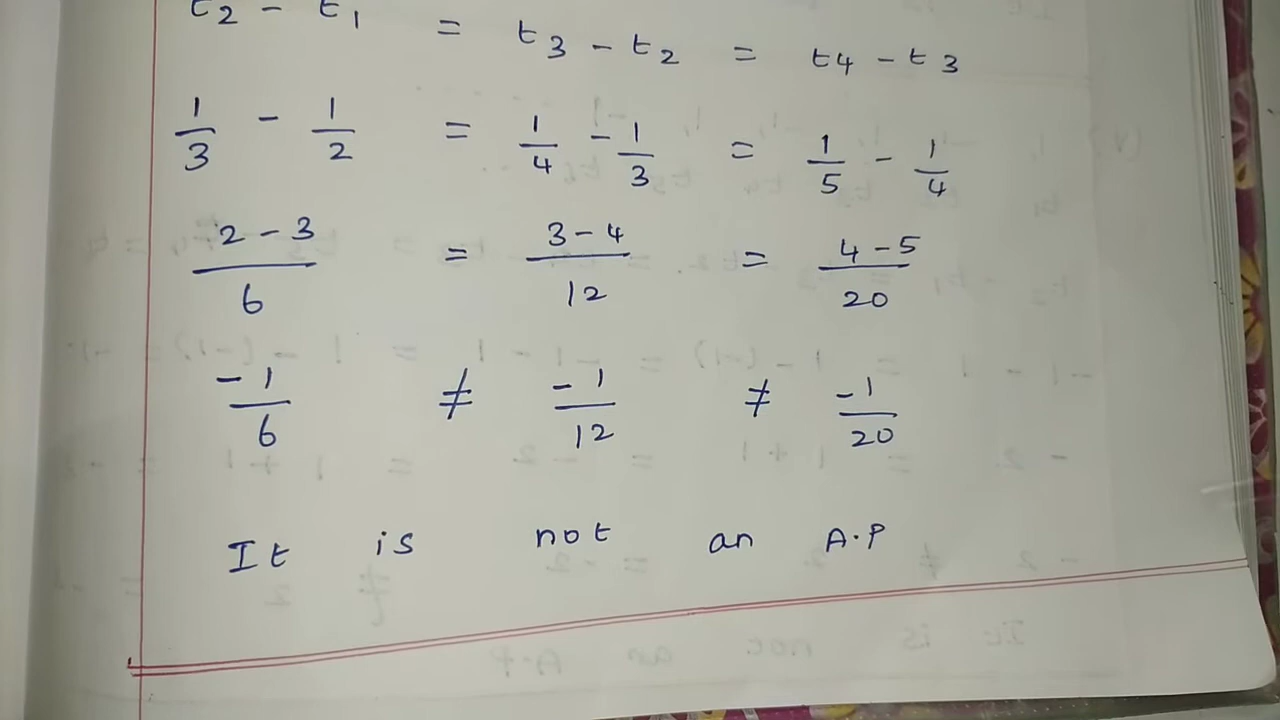 t2 - t1 = t3 - t2 = t4 - t3
1/3 - 1/2 = 1/4 - 1/3 = 1/5 - 1/4
2-3/6 = 3-4/12 = 4-5/20
-1/6 ≠ -1/12 ≠ -1/20
It is not an A.P